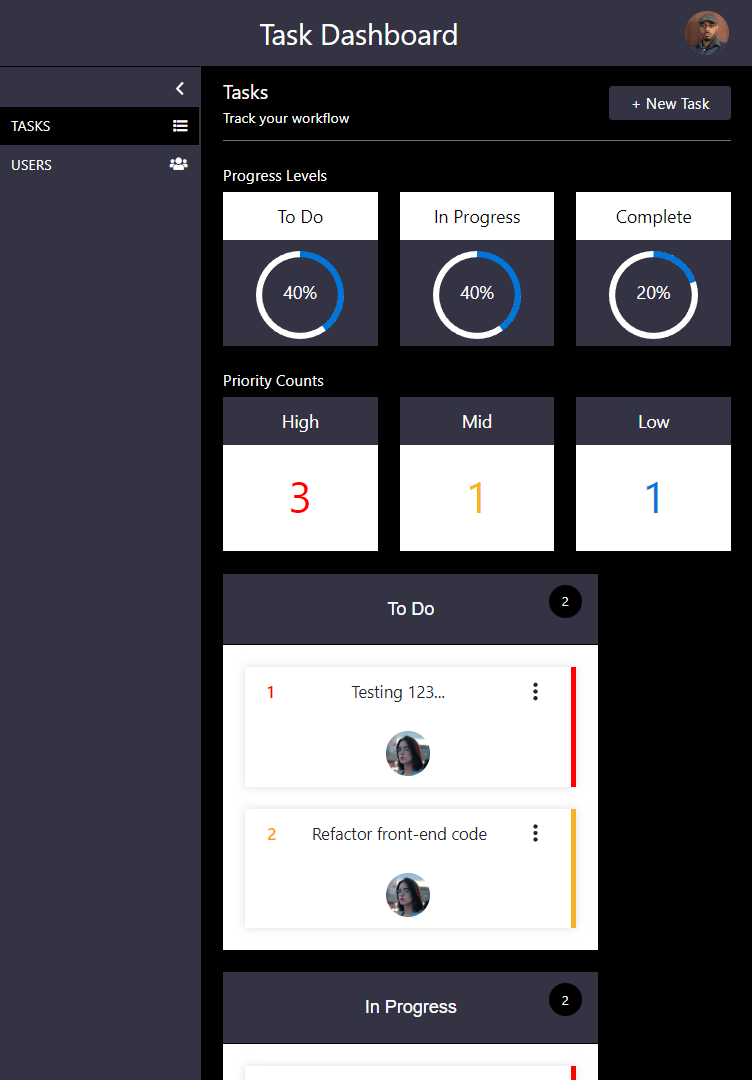 Task Dashboard
TASKS
USERS
Tasks
Track your workflow
+ New Task
Progress Levels
To Do
In Progress
Complete
40%
40%
20%
Priority Counts
High
Mid
Low
3
1
1
To Do
2
1
Testing 123...
2
Refactor front-end code
In Progress
2